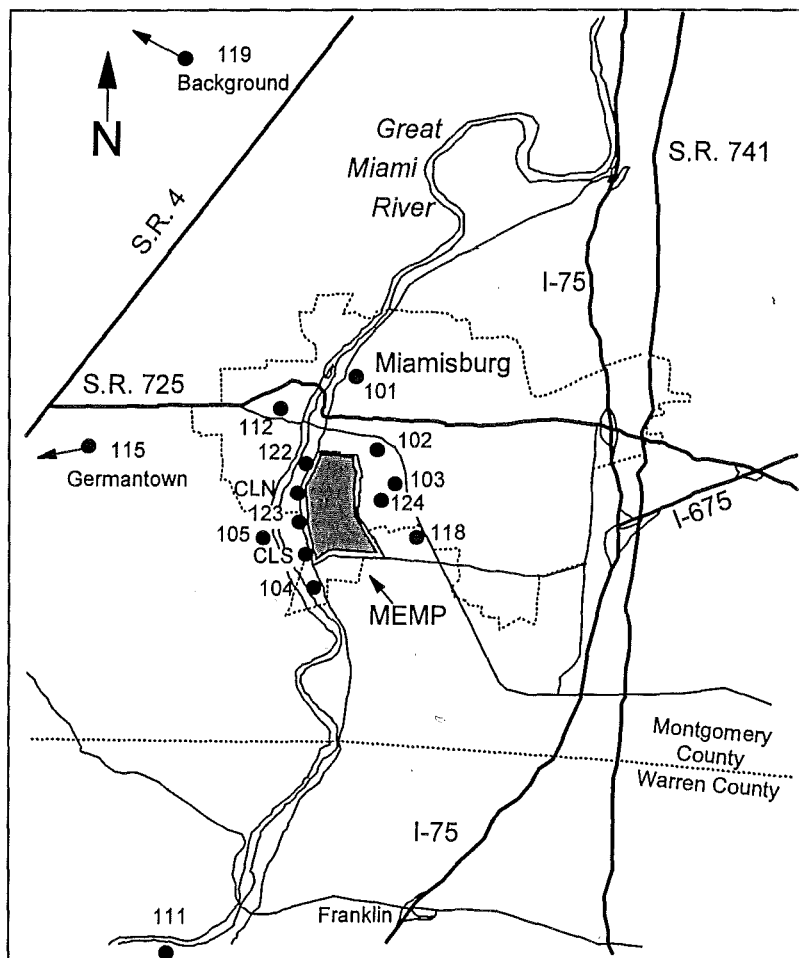 119
Background
N
Great
Miami
River
S.R. 741
S.R. 4
I-75
Miamisburg
S.R. 725
101
112
102
115
Germantown
122
103
CLN
124
123
I-675
105
118
CLS
104
MEMP
Montgomery
County
Warren County
I-75
111
Franklin